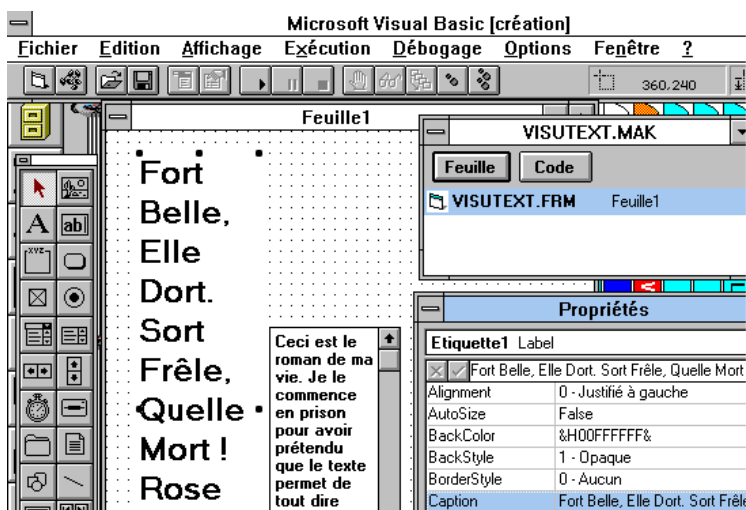 Microsoft Visual Basic [création]
Fichier Edition Affichage Exécution Débogage Options Fenêtre ?
360,240
Feuille1
VISUTEXT.MAK
Feuille Code
VISUTEXT.FRM Feuille1
A ab|
xyz
Fort
Belle,
Elle
Dort.
Sort
Frêle,
Quelle
Mort !
Rose
Ceci est le
roman de ma
vie. Je le
commence
en prison
pour avoir
prétendu
que le texte
permet de
tout dire
Propriétés
Etiquette1 Label
Fort Belle, Elle Dort. Sort Frêle, Quelle Mort
Alignment 0 - Justifié à gauche
AutoSize False
BackColor &H00FFFFFF&
BackStyle 1 - Opaque
BorderStyle 0 - Aucun
Caption Fort Belle, Elle Dort. Sort Frêle